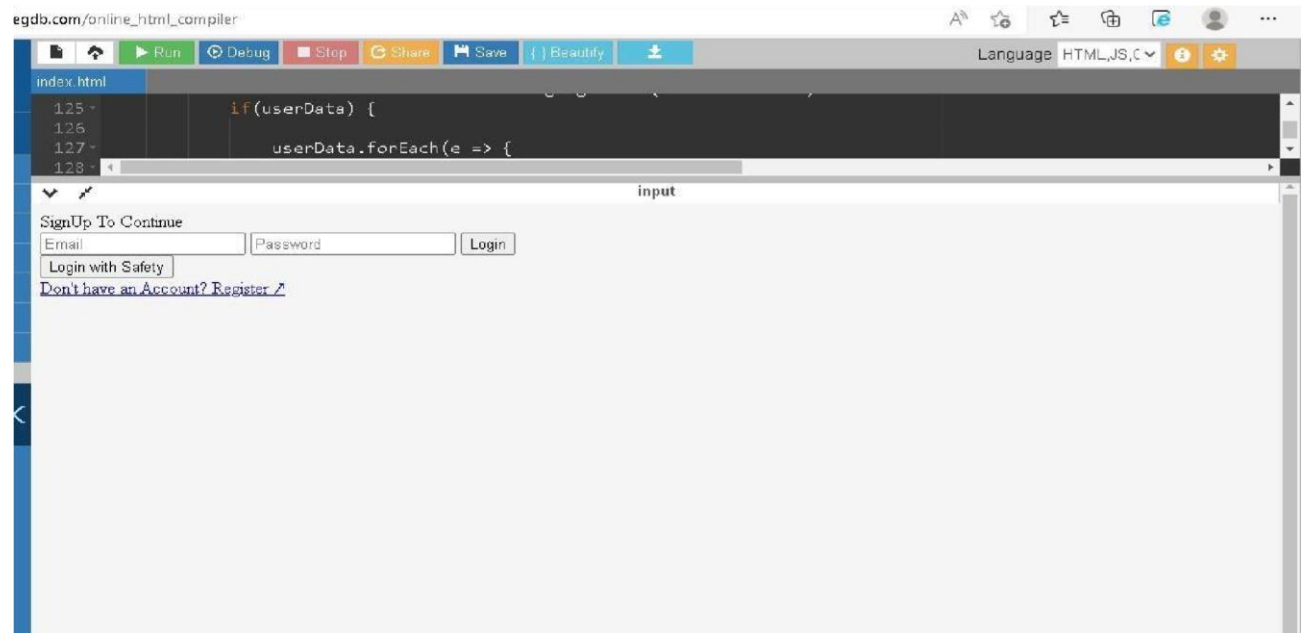 egdb.com/online_html_compiler
Run Debug Stop Share Save { } Beautify Language HTML,JS,C
index.html
125 if(userData) {
126
127 userData.forEach(e => {
128
input
SignUp To Continue
Email Password Login
Login with Safety
Don't have an Account? Register ↗